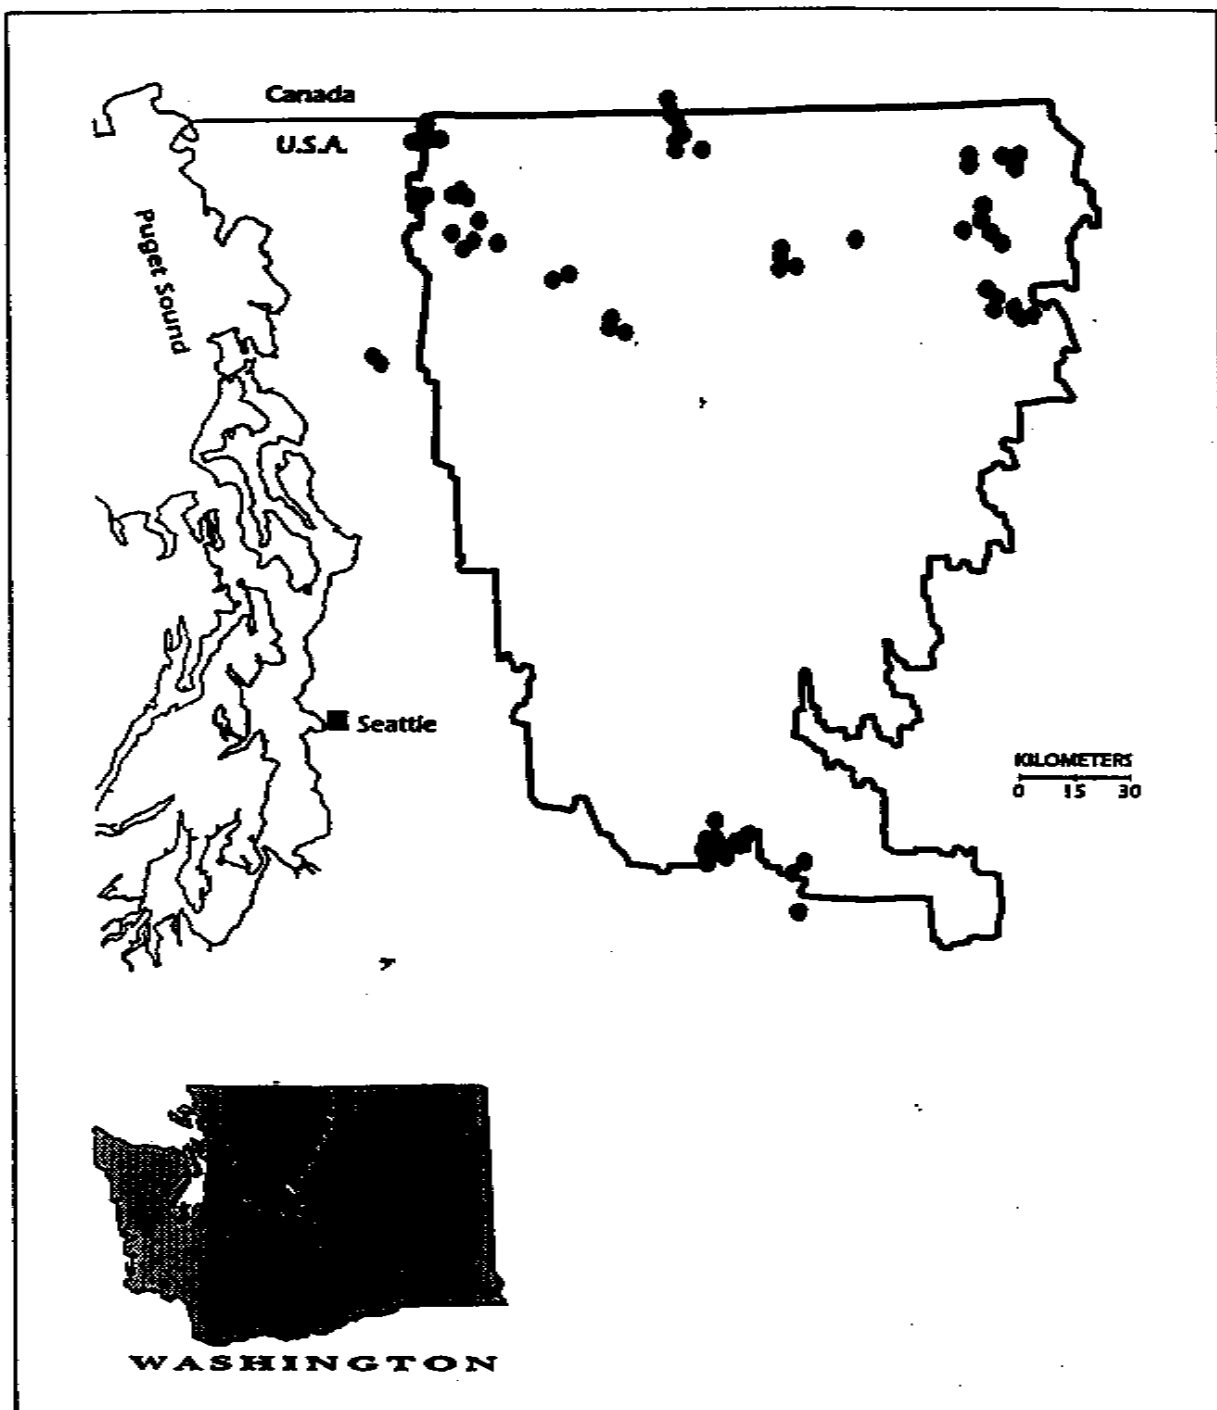 Canada
U.S.A.
Puget Sound
Seattle
KILOMETERS
0 15 30
WASHINGTON